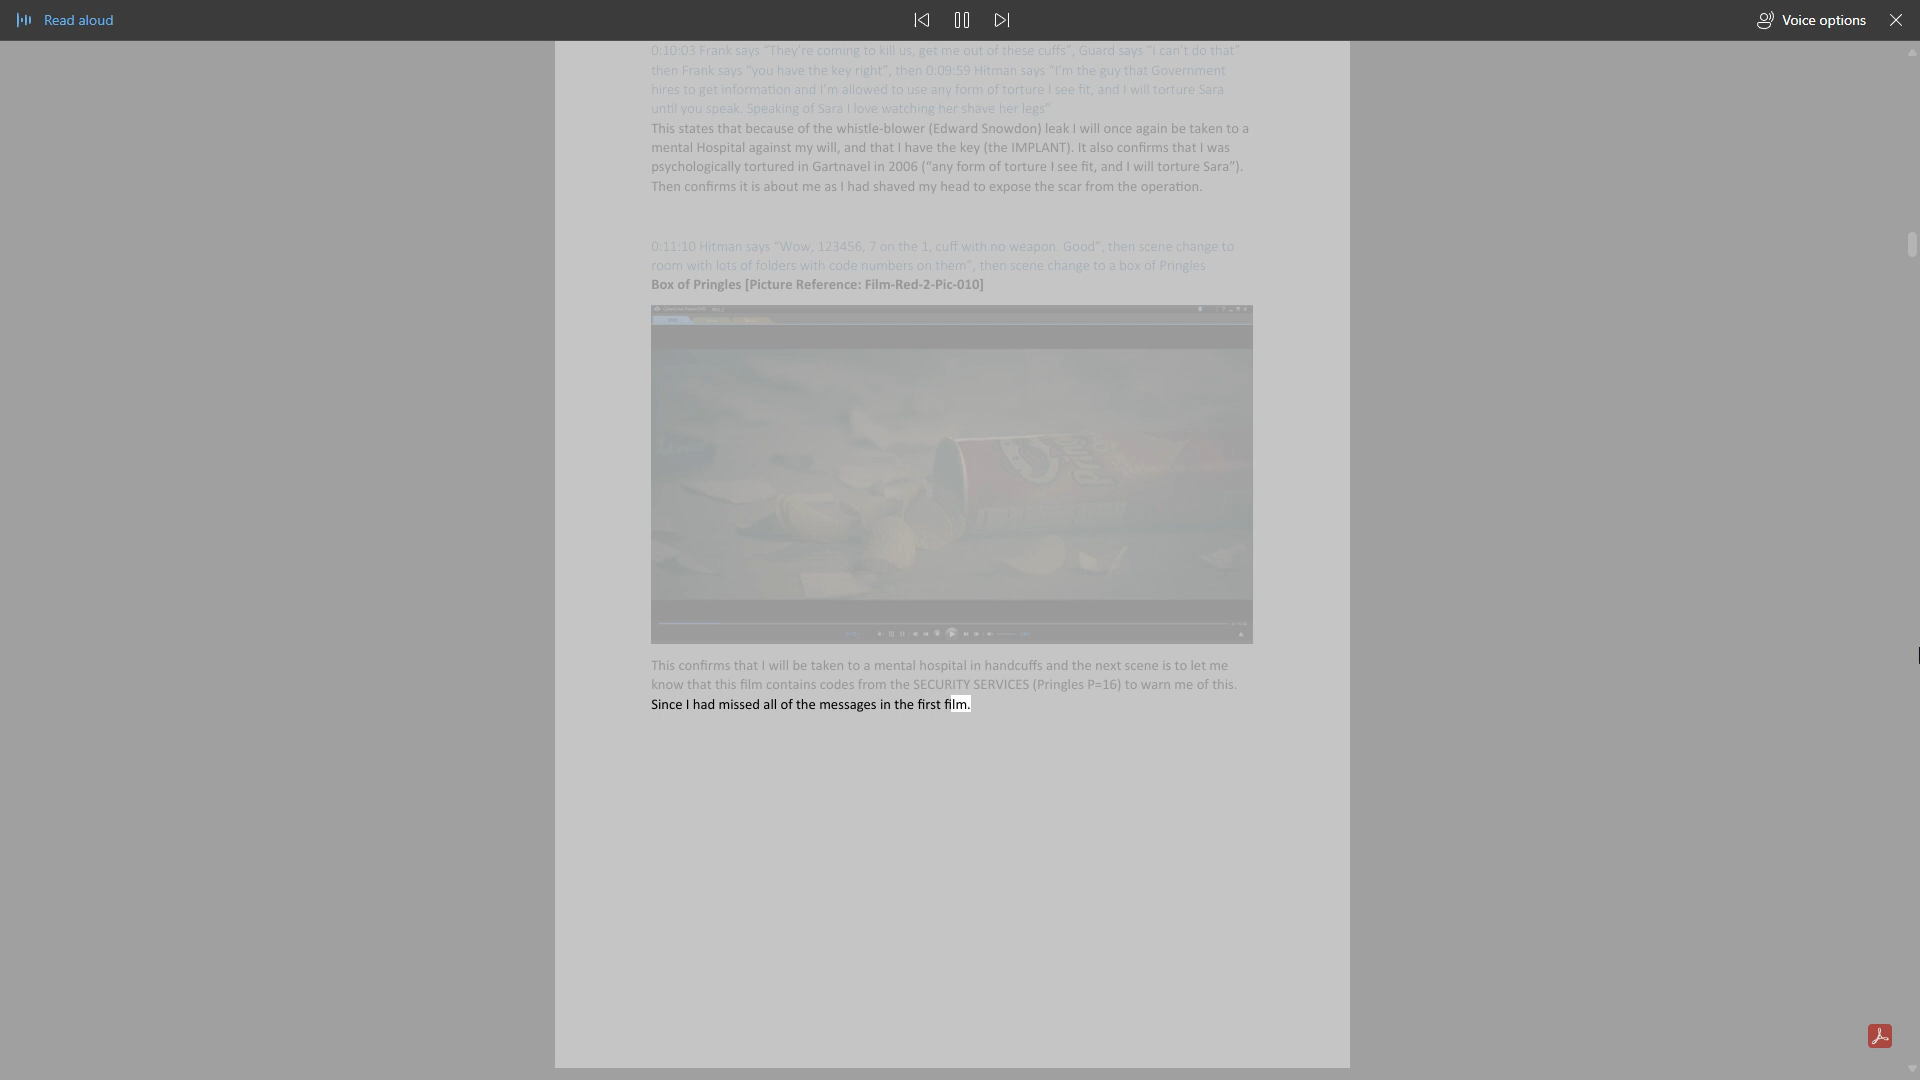 Read aloud
Voice options
0:10:03 Frank says “They’re coming to kill us, get me out of these cuffs”, Guard says “I can’t do that”
then Frank says “you have the key right”, then 0:09:59 Hitman says “I’m the guy that Government
hires to get information and I’m allowed to use any form of torture I see fit, and I will torture Sara
until you speak. Speaking of Sara I love watching her shave her legs”
This states that because of the whistle-blower (Edward Snowdon) leak I will once again be taken to a
mental Hospital against my will, and that I have the key (the IMPLANT). It also confirms that I was
psychologically tortured in Gartnavel in 2006 (“any form of torture I see fit, and I will torture Sara”).
Then confirms it is about me as I had shaved my head to expose the scar from the operation.
0:11:10 Hitman says “Wow, 123456, 7 on the 1, cuff with no weapon. Good”, then scene change to
room with lots of folders with code numbers on them”, then scene change to a box of Pringles
Box of Pringles [Picture Reference: Film-Red-2-Pic-010]
This confirms that I will be taken to a mental hospital in handcuffs and the next scene is to let me
know that this film contains codes from the SECURITY SERVICES (Pringles P=16) to warn me of this.
Since I had missed all of the messages in the first film.